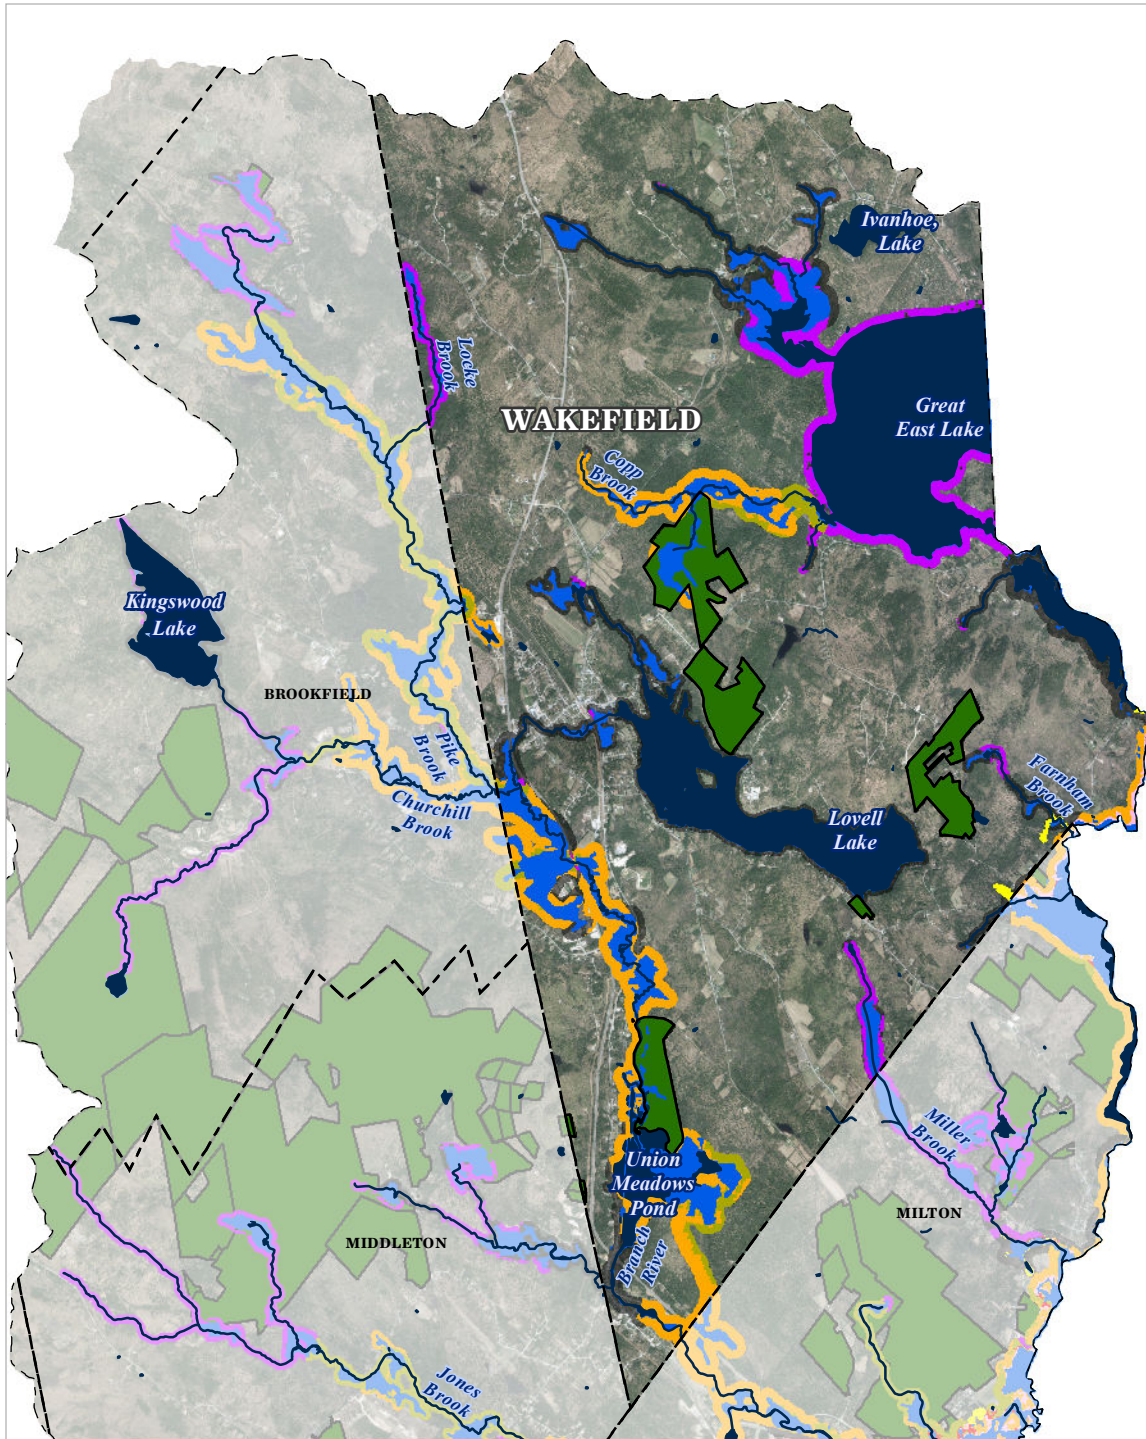 Ivanhoe,
Lake
Locke
Brook
Great
East Lake
WAKEFIELD
Copp
Brook
Kingswood
Lake
BROOKFIELD
Pike
Brook
Churchill
Brook
Farnham
Brook
Lovell
Lake
Miller
Brook
Union
Meadows
Pond
MILTON
MIDDLETON
Branch
River
Jones
Brook